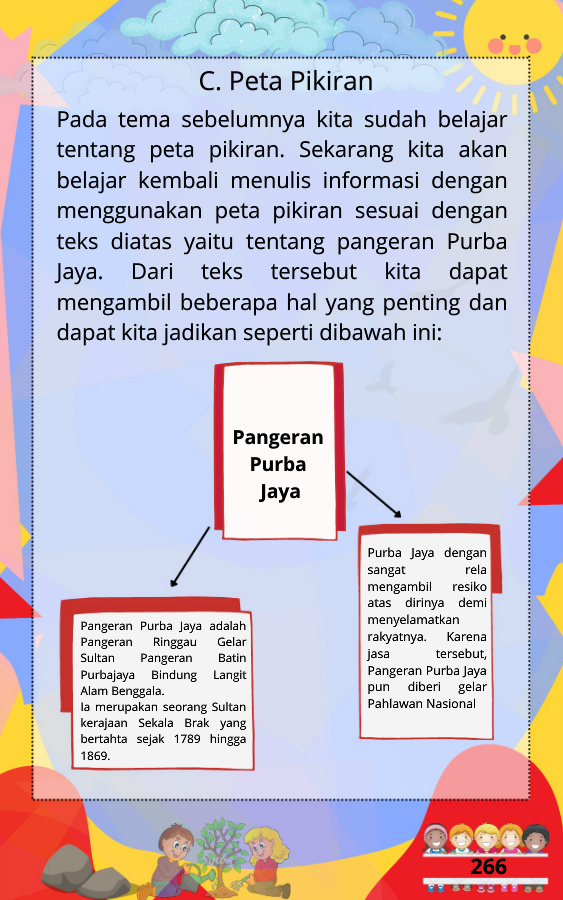 C. Peta Pikiran
Pada tema sebelumnya kita sudah belajar
tentang peta pikiran. Sekarang kita akan
belajar kembali menulis informasi dengan
menggunakan peta pikiran sesuai dengan
teks diatas yaitu tentang pangeran Purba
Jaya. Dari teks tersebut kita dapat
mengambil beberapa hal yang penting dan
dapat kita jadikan seperti dibawah ini:
Pangeran
Purba
Jaya
Purba Jaya dengan
sangat rela
mengambil resiko
atas dirinya demi
menyelamatkan
rakyatnya. Karena
jasa tersebut,
Pangeran Purba Jaya
pun diberi gelar
Pahlawan Nasional
Pangeran Purba Jaya adalah
Pangeran Ringgau Gelar
Sultan Pangeran Batin
Purbajaya Bindung Langit
Alam Benggala.
Ia merupakan seorang Sultan
kerajaan Sekala Brak yang
bertahta sejak 1789 hingga
1869.
266